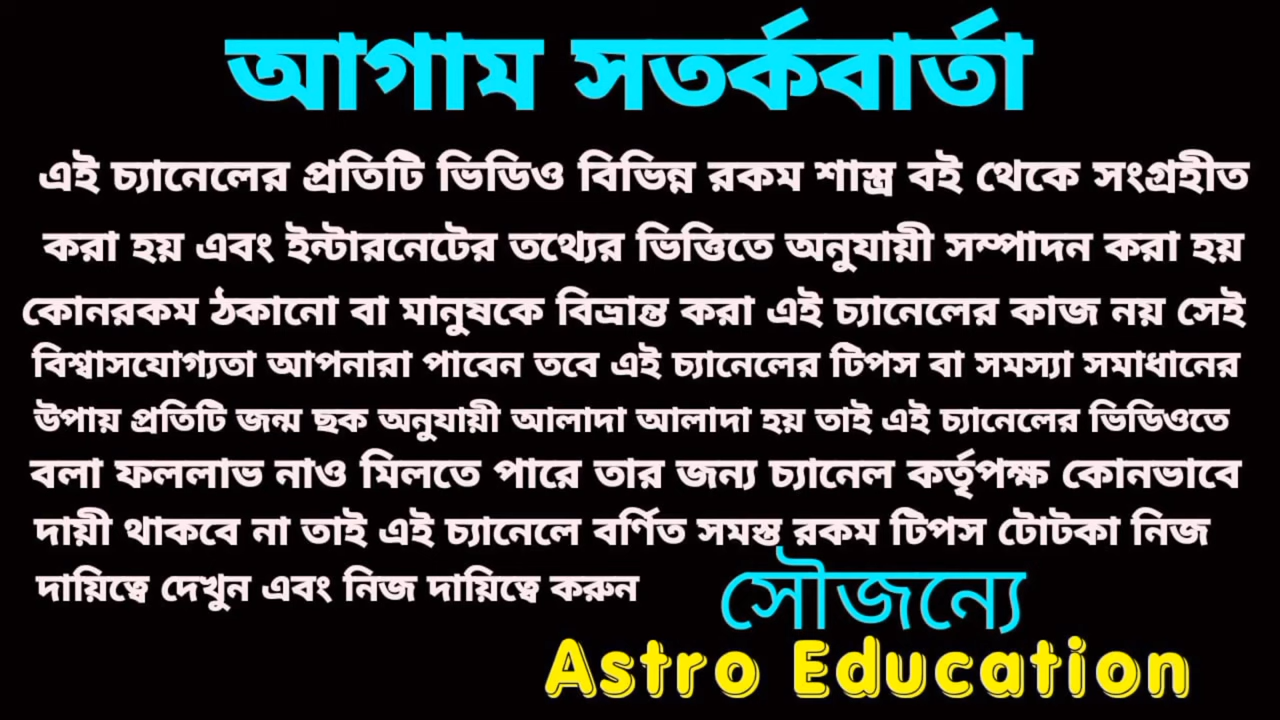 আগাম সতর্কবার্তা
এই চ্যানেলের প্রতিটি ভিডিও বিভিন্ন রকম শাস্ত্র বই থেকে সংগ্রহীত
করা হয় এবং ইন্টারনেটের তথ্যের ভিত্তিতে অনুযায়ী সম্পাদন করা হয়
কোনরকম ঠকানো বা মানুষকে বিভ্রান্ত করা এই চ্যানেলের কাজ নয় সেই
বিশ্বাসযোগ্যতা আপনারা পাবেন তবে এই চ্যানেলের টিপস বা সমস্যা সমাধানের
উপায় প্রতিটি জন্ম ছক অনুযায়ী আলাদা আলাদা হয় তাই এই চ্যানেলের ভিডিওতে
বলা ফললাভ নাও মিলতে পারে তার জন্য চ্যানেল কর্তৃপক্ষ কোনভাবে
দায়ী থাকবে না তাই এই চ্যানেলে বর্ণিত সমস্ত রকম টিপস টোটকা নিজ
দায়িত্বে দেখুন এবং নিজ দায়িত্বে করুন
সৌজন্যে
Astro Education